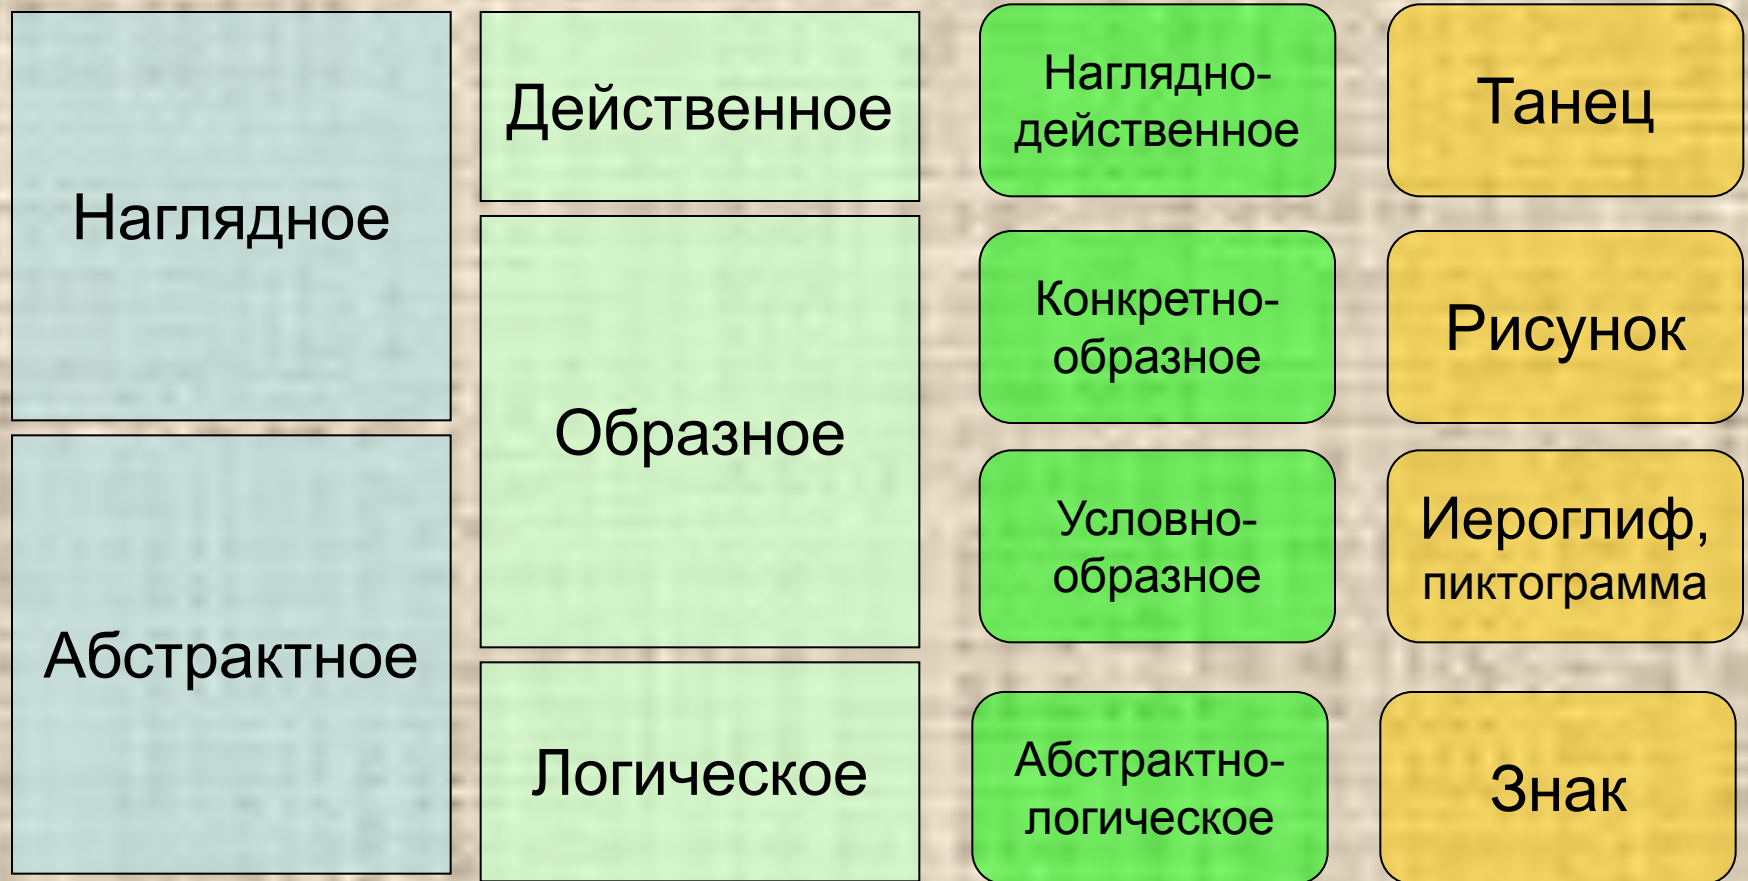 Наглядное
Абстрактное
Действенное
Образное
Логическое
Наглядно-
действенное
Конкретно-
образное
Условно-
образное
Абстрактно-
логическое
Танец
Рисунок
Иероглиф,
пиктограмма
Знак